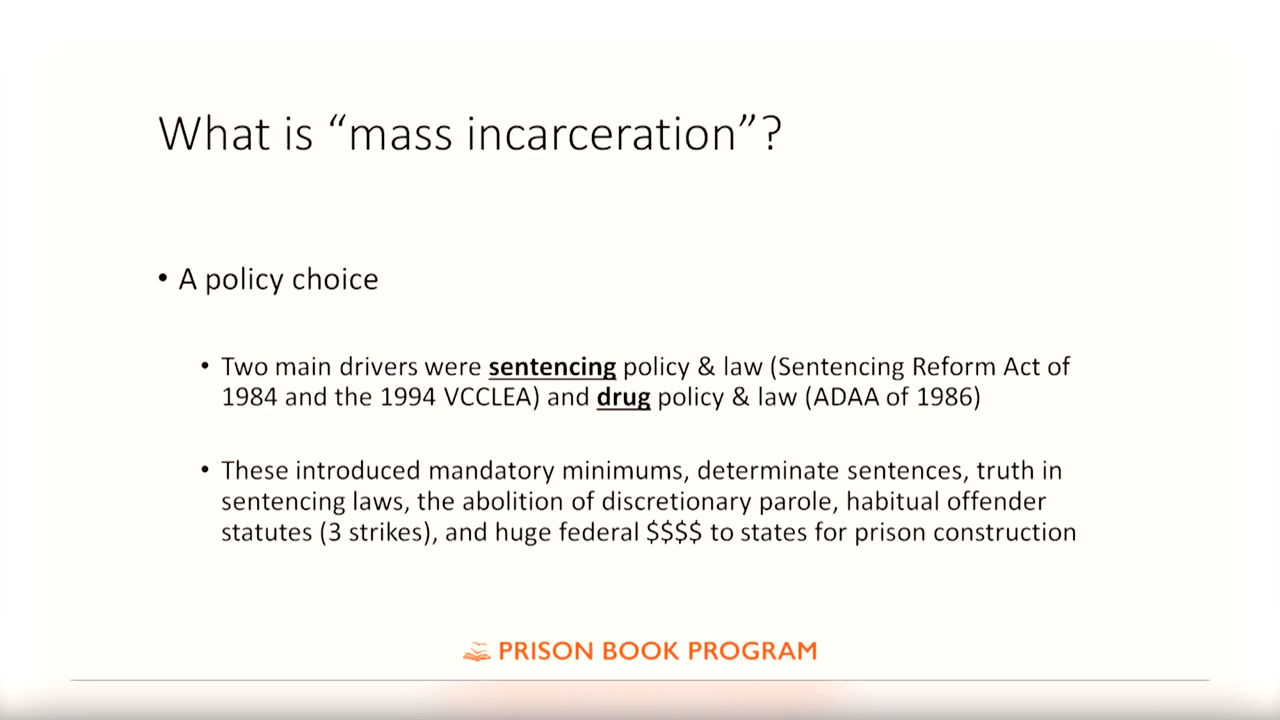 What is “mass incarceration”?
• A policy choice
• Two main drivers were sentencing policy & law (Sentencing Reform Act of
1984 and the 1994 VCCLEA) and drug policy & law (ADAA of 1986)
• These introduced mandatory minimums, determinate sentences, truth in
sentencing laws, the abolition of discretionary parole, habitual offender
statutes (3 strikes), and huge federal $$$$ to states for prison construction
PRISON BOOK PROGRAM